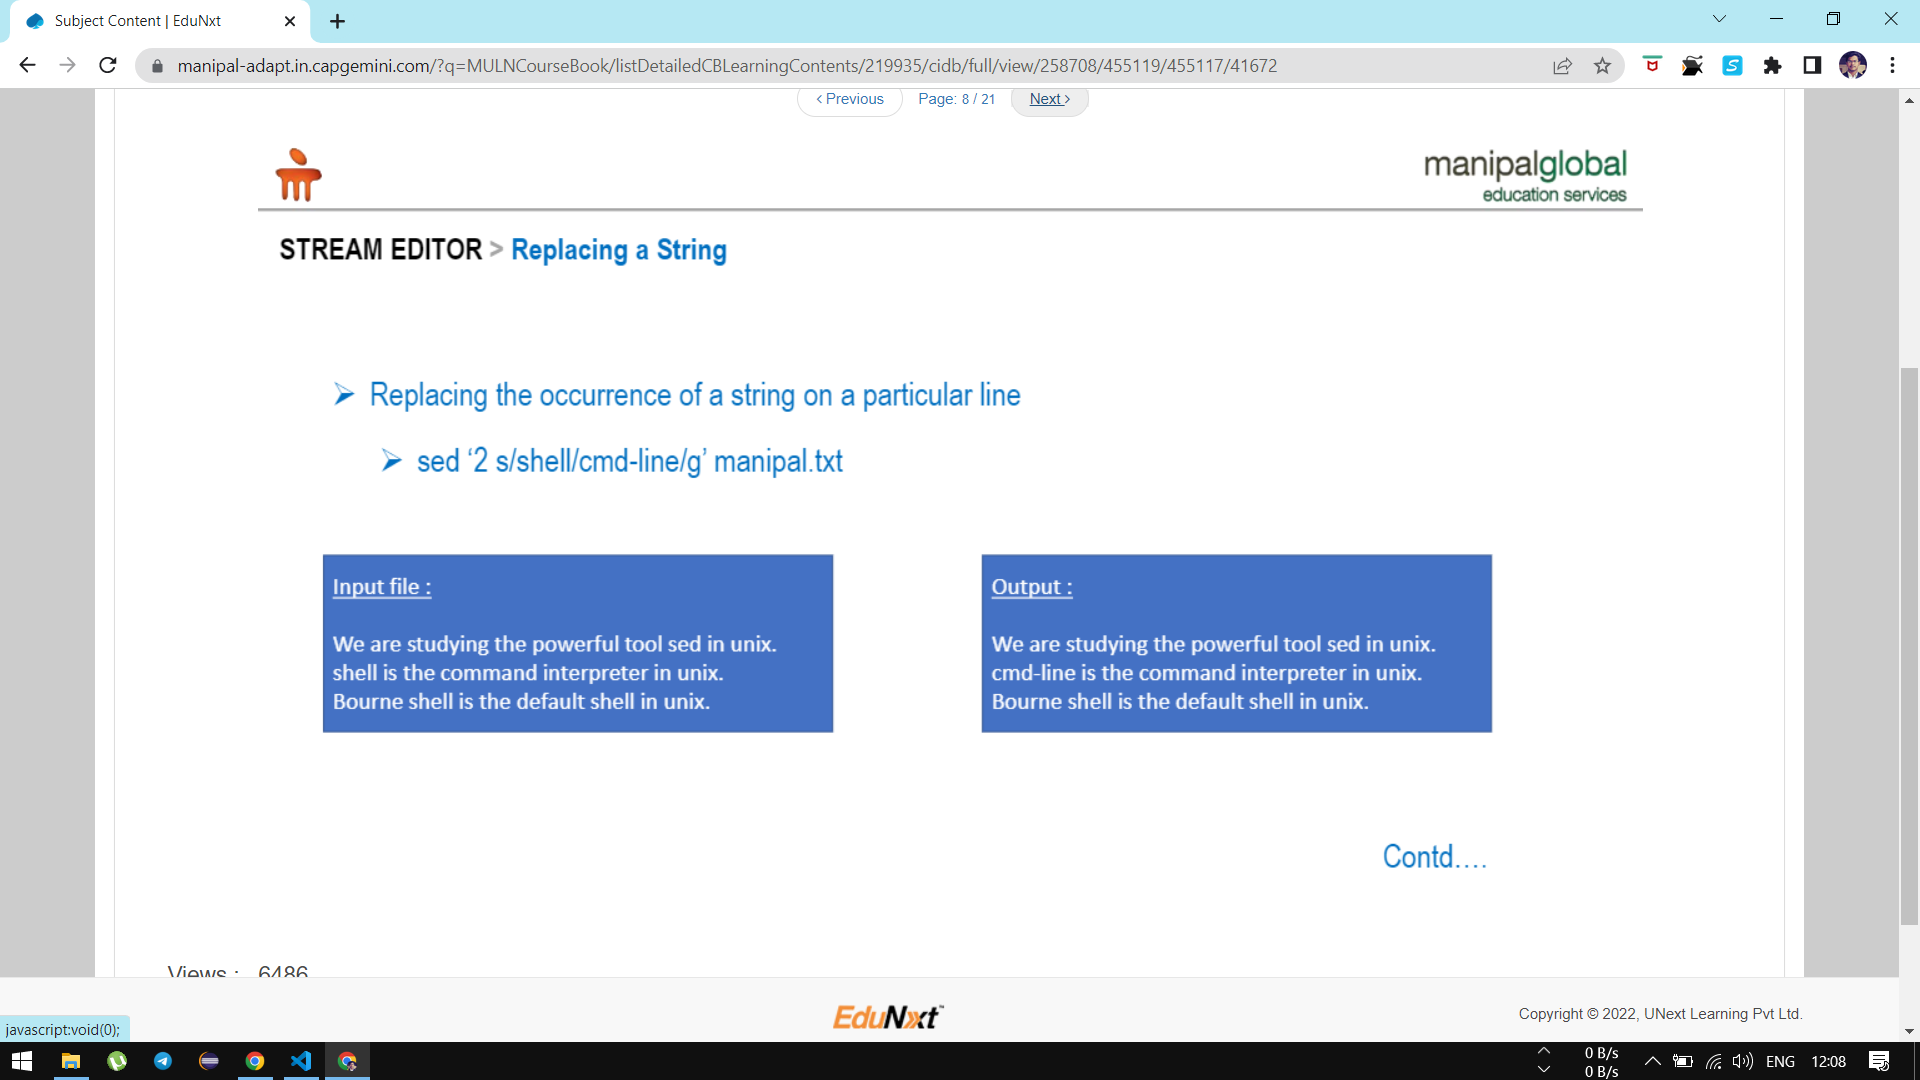 Subject Content | EduNxt
manipal-adapt.in.capgemini.com/?q=MULNCourseBook/listDetailedCBLearningContents/219935/cidb/full/view/258708/455119/455117/41672
‹ Previous Page: 8 / 21 Next ›
manipalglobal
education services
STREAM EDITOR > Replacing a String
➢ Replacing the occurrence of a string on a particular line
➢ sed ‘2 s/shell/cmd-line/g’ manipal.txt
Input file :
We are studying the powerful tool sed in unix.
shell is the command interpreter in unix.
Bourne shell is the default shell in unix.
Output :
We are studying the powerful tool sed in unix.
cmd-line is the command interpreter in unix.
Bourne shell is the default shell in unix.
Contd....
Views : 6486
EduNxt™
Copyright © 2022, UNext Learning Pvt Ltd.
javascript:void(0);
0 B/s
0 B/s
ENG 12:08